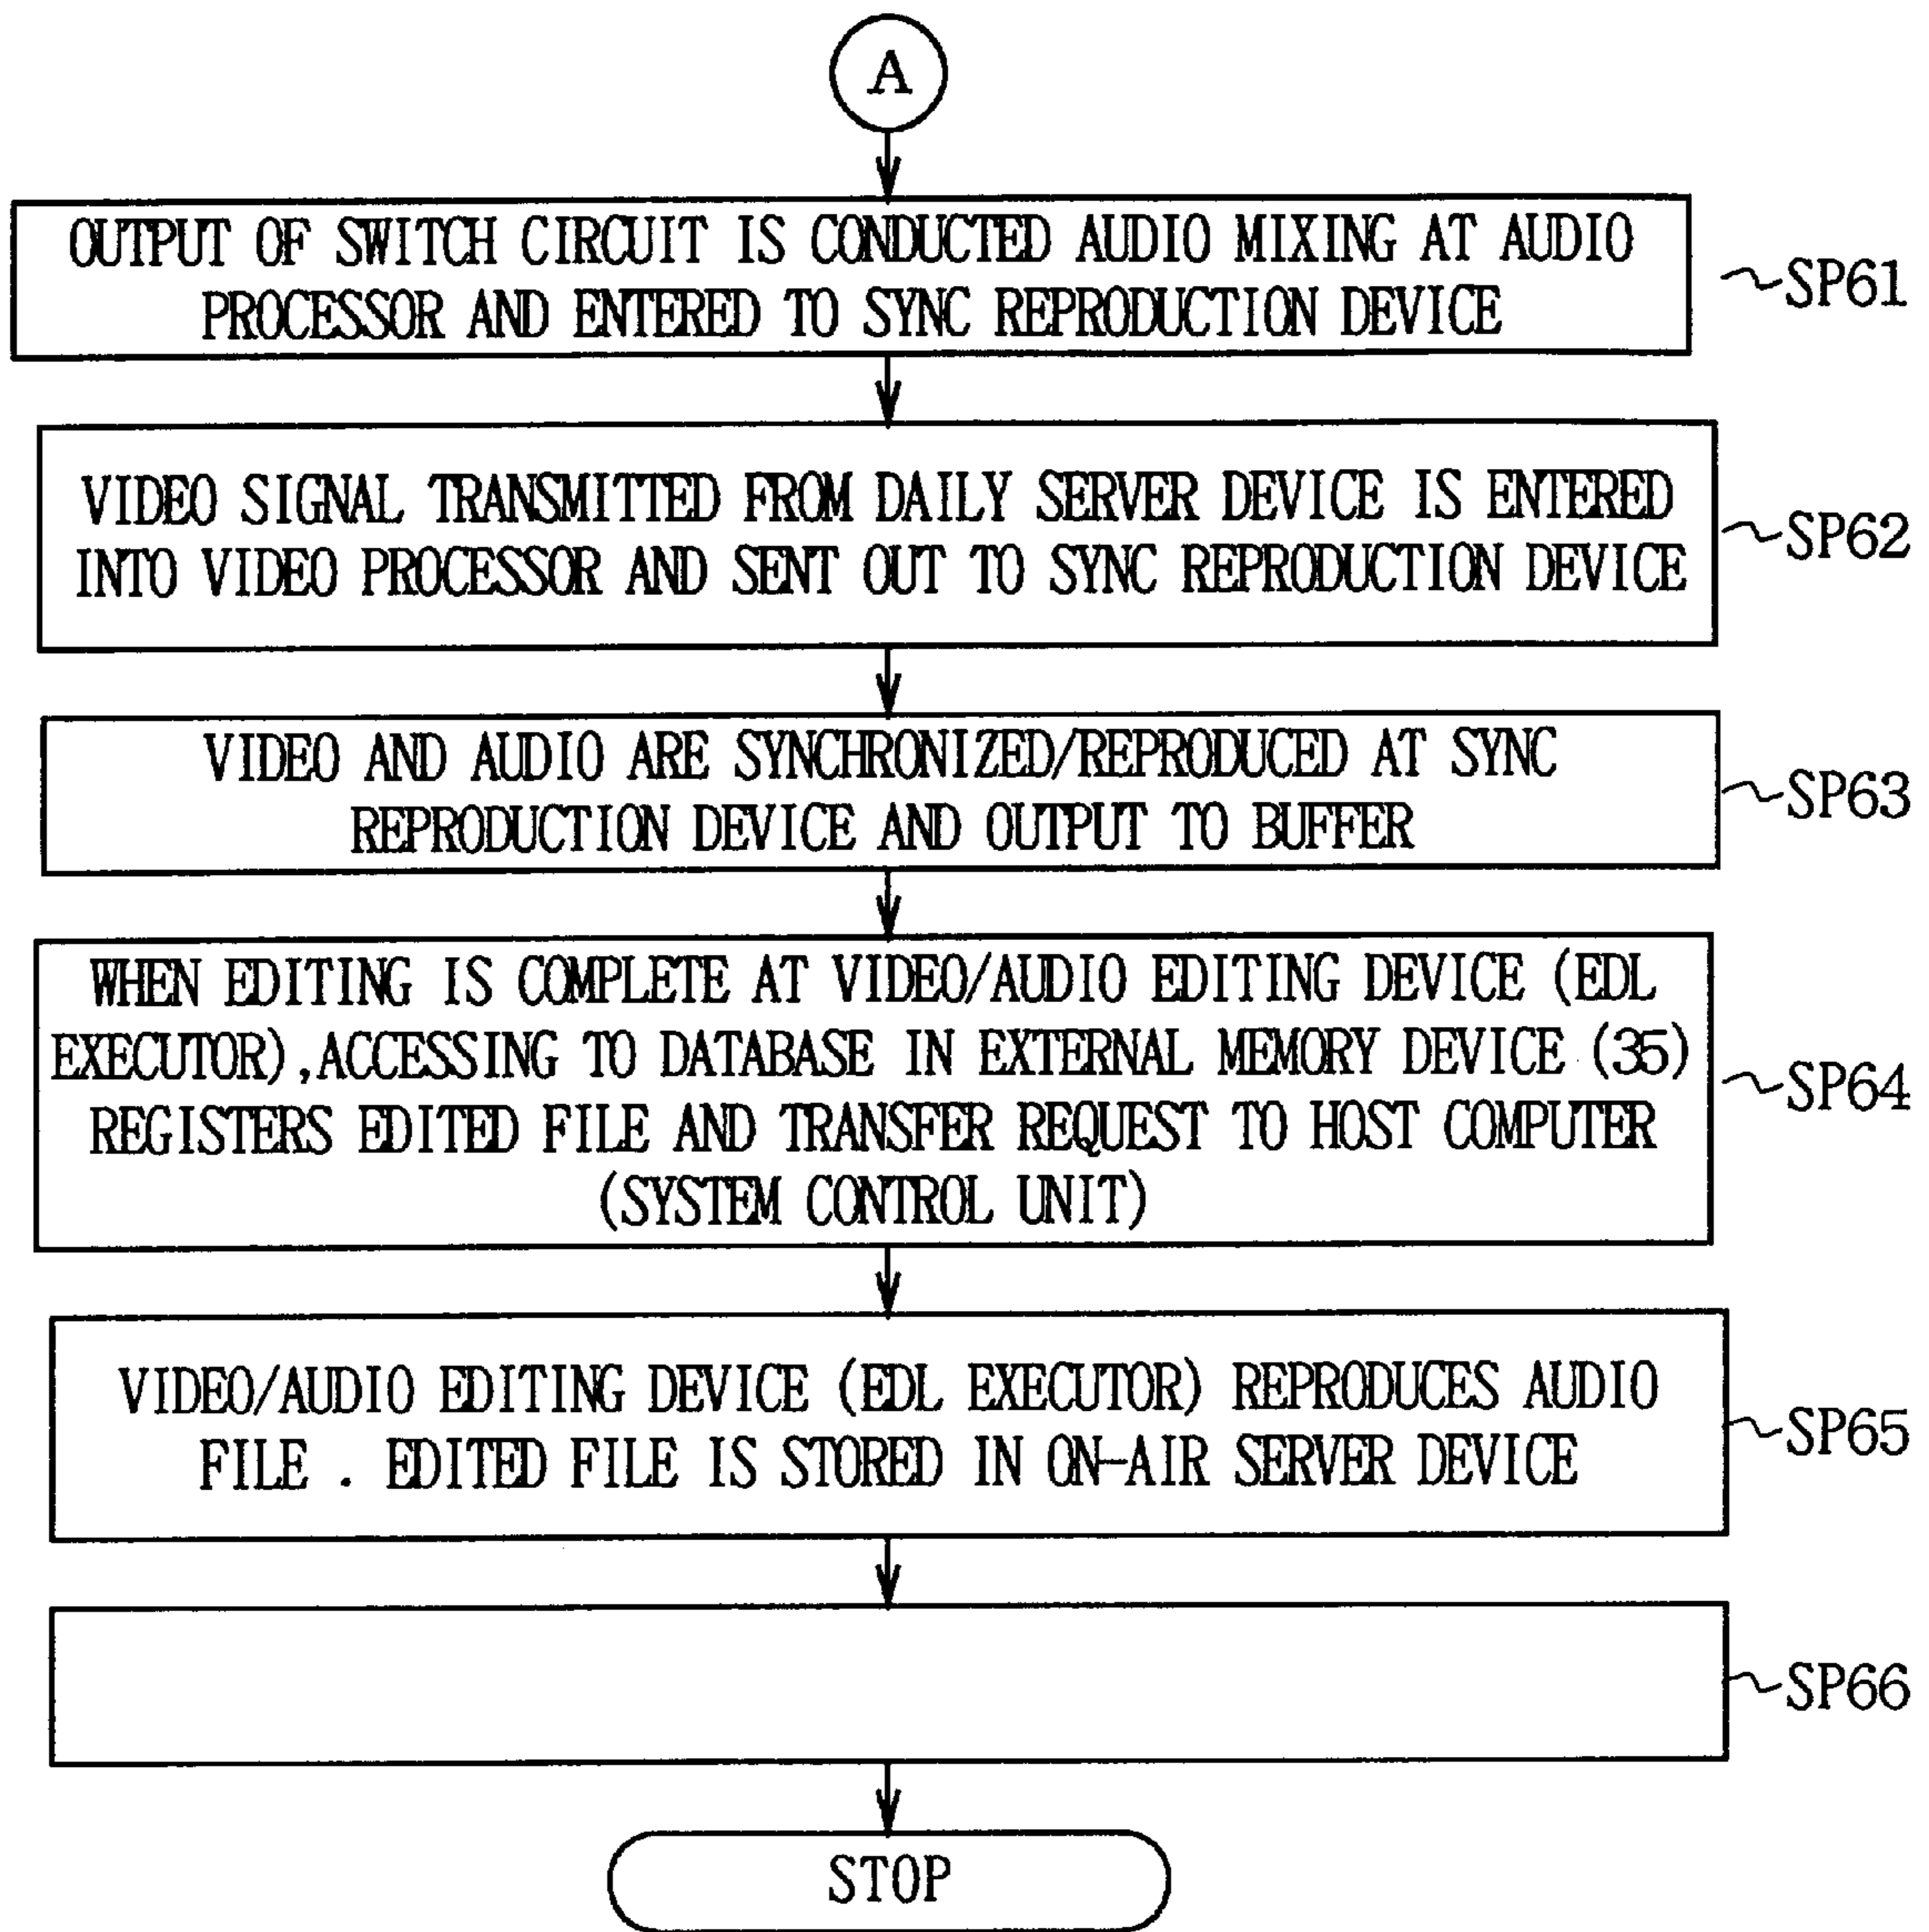 A
OUTPUT OF SWITCH CIRCUIT IS CONDUCTED AUDIO MIXING AT AUDIO
PROCESSOR AND ENTERED TO SYNC REPRODUCTION DEVICE
SP61
VIDEO SIGNAL TRANSMITTED FROM DAILY SERVER DEVICE IS ENTERED
INTO VIDEO PROCESSOR AND SENT OUT TO SYNC REPRODUCTION DEVICE
SP62
VIDEO AND AUDIO ARE SYNCHRONIZED/REPRODUCED AT SYNC
REPRODUCTION DEVICE AND OUTPUT TO BUFFER
SP63
WHEN EDITING IS COMPLETE AT VIDEO/AUDIO EDITING DEVICE (EDL
EXECUTOR), ACCESSING TO DATABASE IN EXTERNAL MEMORY DEVICE (35)
REGISTERS EDITED FILE AND TRANSFER REQUEST TO HOST COMPUTER
(SYSTEM CONTROL UNIT)
SP64
VIDEO/AUDIO EDITING DEVICE (EDL EXECUTOR) REPRODUCES AUDIO
FILE . EDITED FILE IS STORED IN ON-AIR SERVER DEVICE
SP65
SP66
STOP